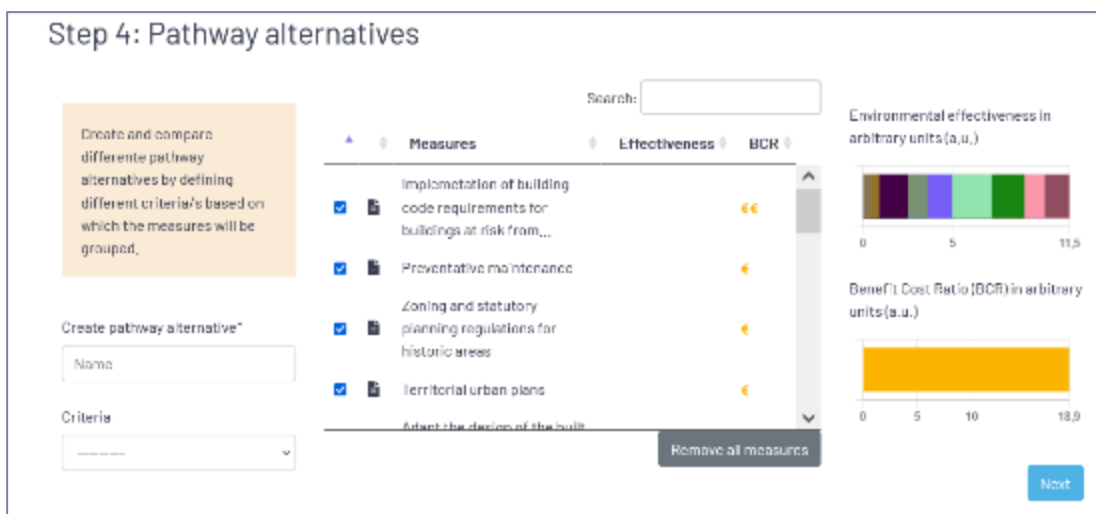 Step 4: Pathway alternatives
Create and compare
differente pathway
alternatives by defining
different criteria/s based on
which the measures will be
grouped.
Create pathway alternative*
Name
Criteria
------
Search:
Measures
Effectiveness
BCR
Implemetation of building
code requirements for
buildings at risk from...
€€
Preventative maintenance
€
Zoning and statutory
planning regulations for
historic areas
€
Territorial urban plans
€
Adapt the design of the built
Remove all measures
Environmental effectiveness in
arbitrary units (a,u,)
0 5 11,5
Benefit Cost Ratio (BCR) in arbitrary
units (a.u.)
0 5 10 18,9
Next